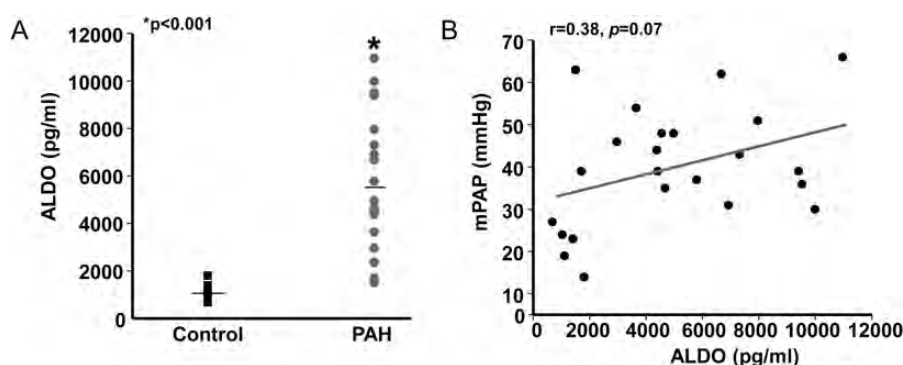 A
*p<0.001
ALDO (pg/ml)
12000
10000
8000
6000
4000
2000
0
*
Control PAH
B
r=0.38, p=0.07
mPAP (mmHg)
70
60
50
40
30
20
10
0
0 2000 4000 6000 8000 10000 12000
ALDO (pg/ml)